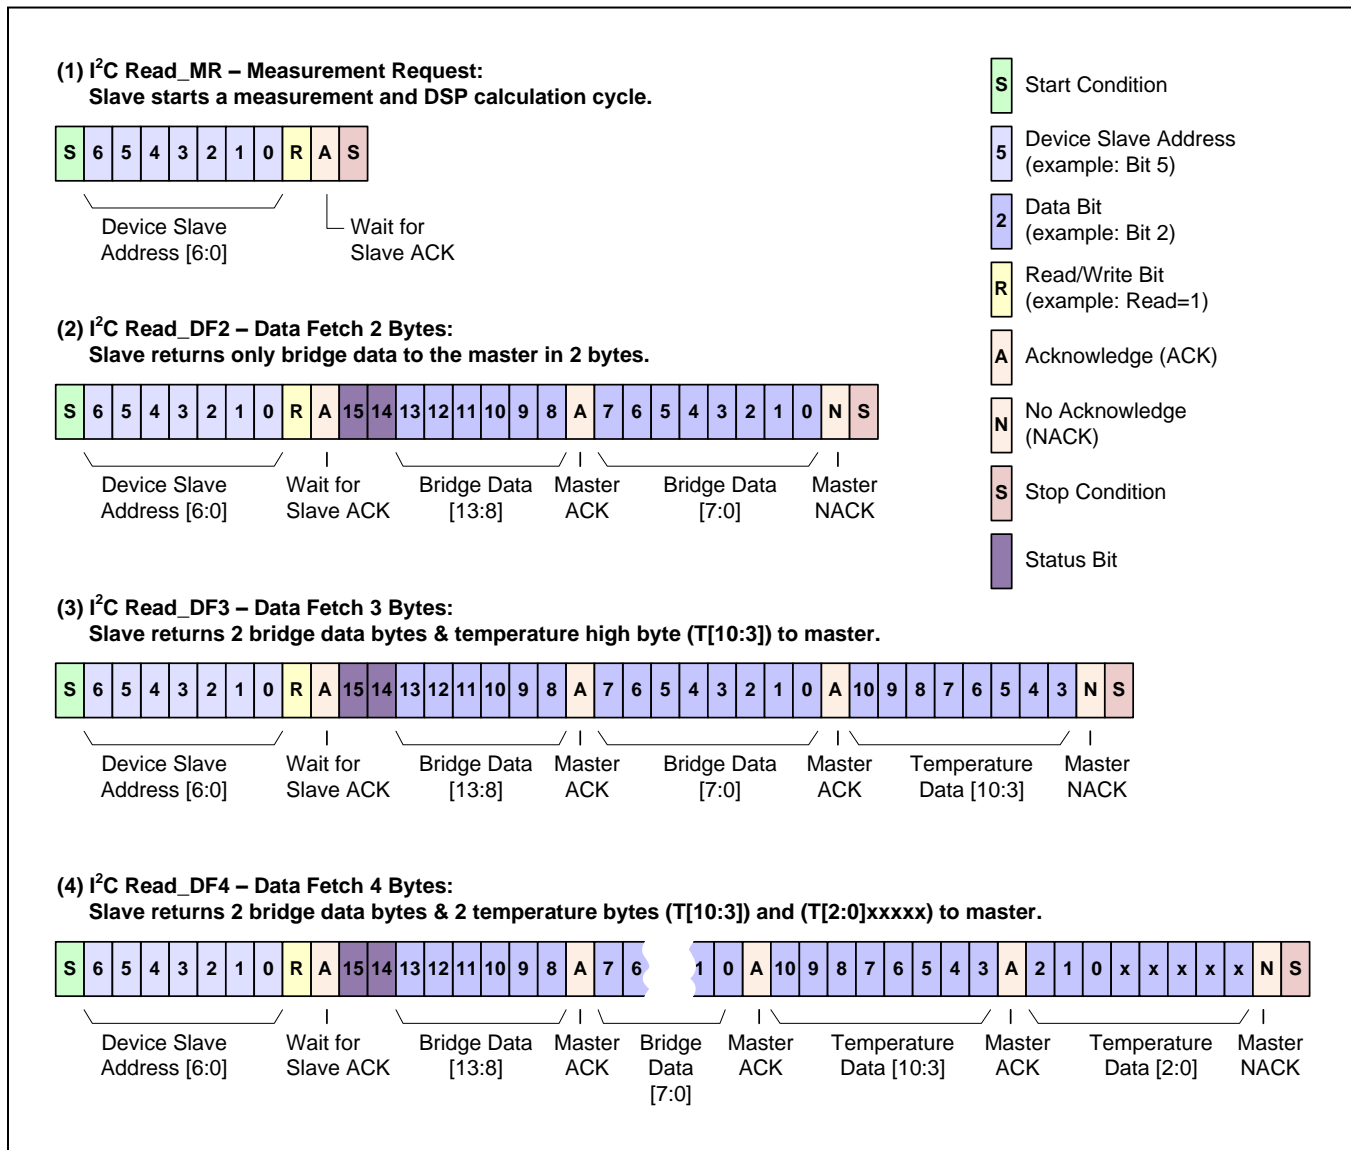 (1) I²C Read_MR – Measurement Request:
Slave starts a measurement and DSP calculation cycle.
S 6 5 4 3 2 1 0 R A S
Device Slave
Address [6:0]
Wait for
Slave ACK
S Start Condition
5 Device Slave Address
(example: Bit 5)
2 Data Bit
(example: Bit 2)
R Read/Write Bit
(example: Read=1)
A Acknowledge (ACK)
N No Acknowledge
(NACK)
S Stop Condition
Status Bit
(2) I²C Read_DF2 – Data Fetch 2 Bytes:
Slave returns only bridge data to the master in 2 bytes.
S 6 5 4 3 2 1 0 R A 15 14 13 12 11 10 9 8 A 7 6 5 4 3 2 1 0 N S
Device Slave Wait for Bridge Data Master Bridge Data Master
Address [6:0] Slave ACK [13:8] ACK [7:0] NACK
(3) I²C Read_DF3 – Data Fetch 3 Bytes:
Slave returns 2 bridge data bytes & temperature high byte (T[10:3]) to master.
S 6 5 4 3 2 1 0 R A 15 14 13 12 11 10 9 8 A 7 6 5 4 3 2 1 0 A 10 9 8 7 6 5 4 3 N S
Device Slave Wait for Bridge Data Master Bridge Data Master Temperature Master
Address [6:0] Slave ACK [13:8] ACK [7:0] ACK Data [10:3] NACK
(4) I²C Read_DF4 – Data Fetch 4 Bytes:
Slave returns 2 bridge data bytes & 2 temperature bytes (T[10:3]) and (T[2:0]xxxxx) to master.
S 6 5 4 3 2 1 0 R A 15 14 13 12 11 10 9 8 A 7 6 1 0 A 10 9 8 7 6 5 4 3 A 2 1 0 x x x x x N S
Device Slave Wait for Bridge Data Master Bridge Master Temperature Master Temperature Master
Address [6:0] Slave ACK [13:8] ACK Data ACK Data [10:3] ACK Data [2:0] NACK
[7:0]